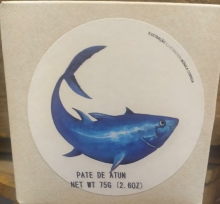 PATE DE ATUN
NET WT 75G (2.6OZ)